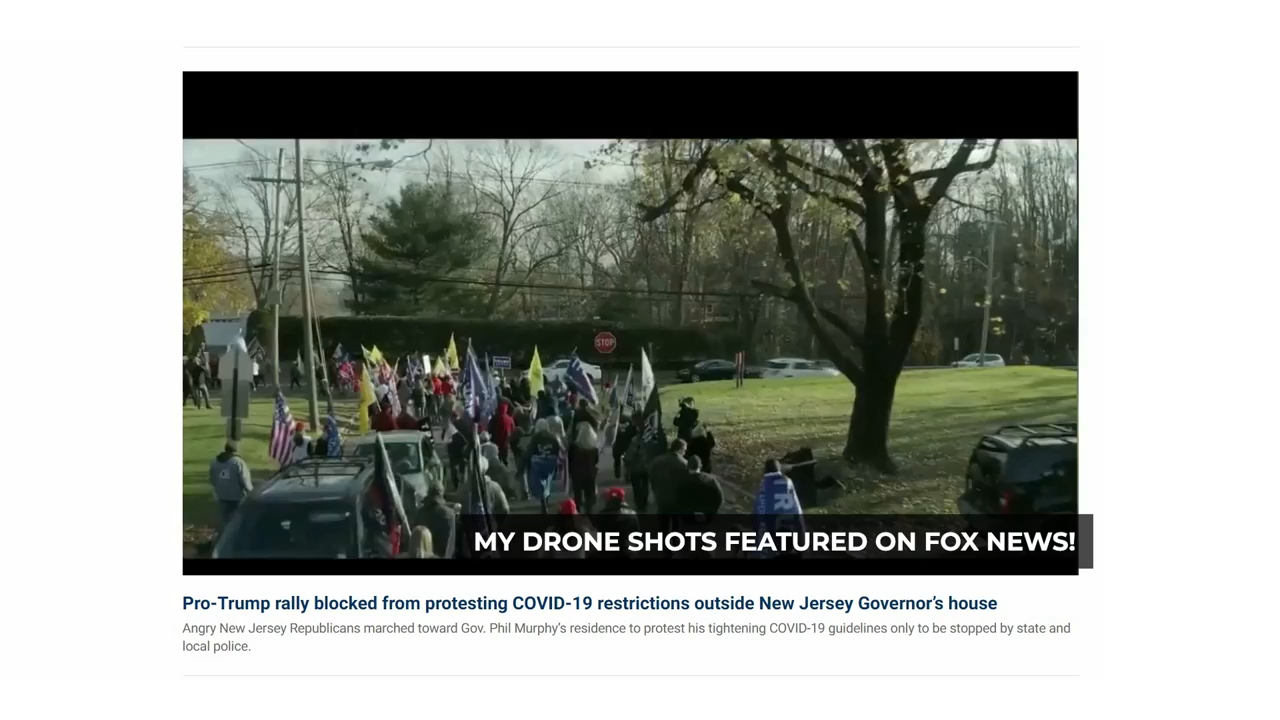 STOP
TRUMP
MY DRONE SHOTS FEATURED ON FOX NEWS!
Pro-Trump rally blocked from protesting COVID-19 restrictions outside New Jersey Governor's house
Angry New Jersey Republicans marched toward Gov. Phil Murphy's residence to protest his tightening COVID-19 guidelines only to be stopped by state and
local police.